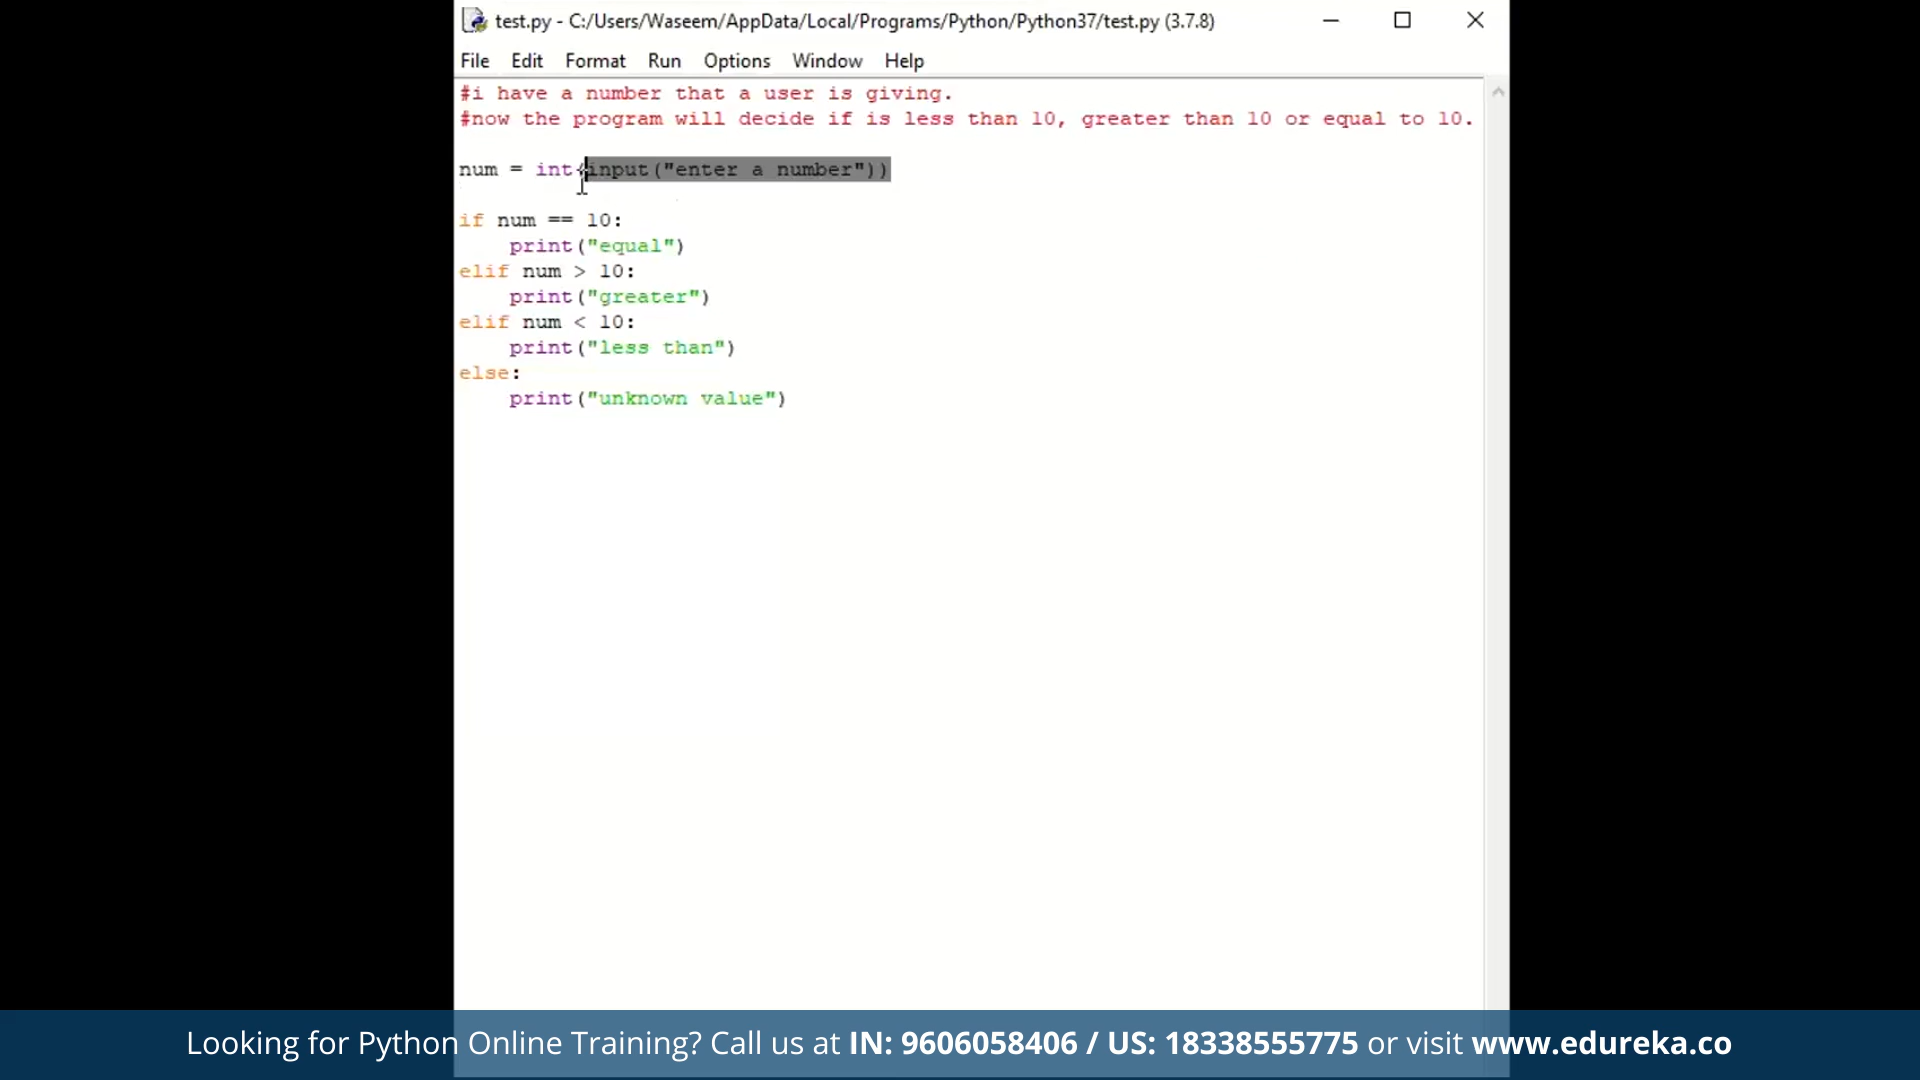 test.py - C:/Users/Waseem/AppData/Local/Programs/Python/Python37/test.py (3.7.8)
File Edit Format Run Options Window Help
#i have a number that a user is giving.
#now the program will decide if is less than 10, greater than 10 or equal to 10.
num = int(input("enter a number"))
if num == 10:
    print("equal")
elif num > 10:
    print("greater")
elif num < 10:
    print("less than")
else:
    print("unknown value")
Looking for Python Online Training? Call us at IN: 9606058406 / US: 18338555775 or visit www.edureka.co